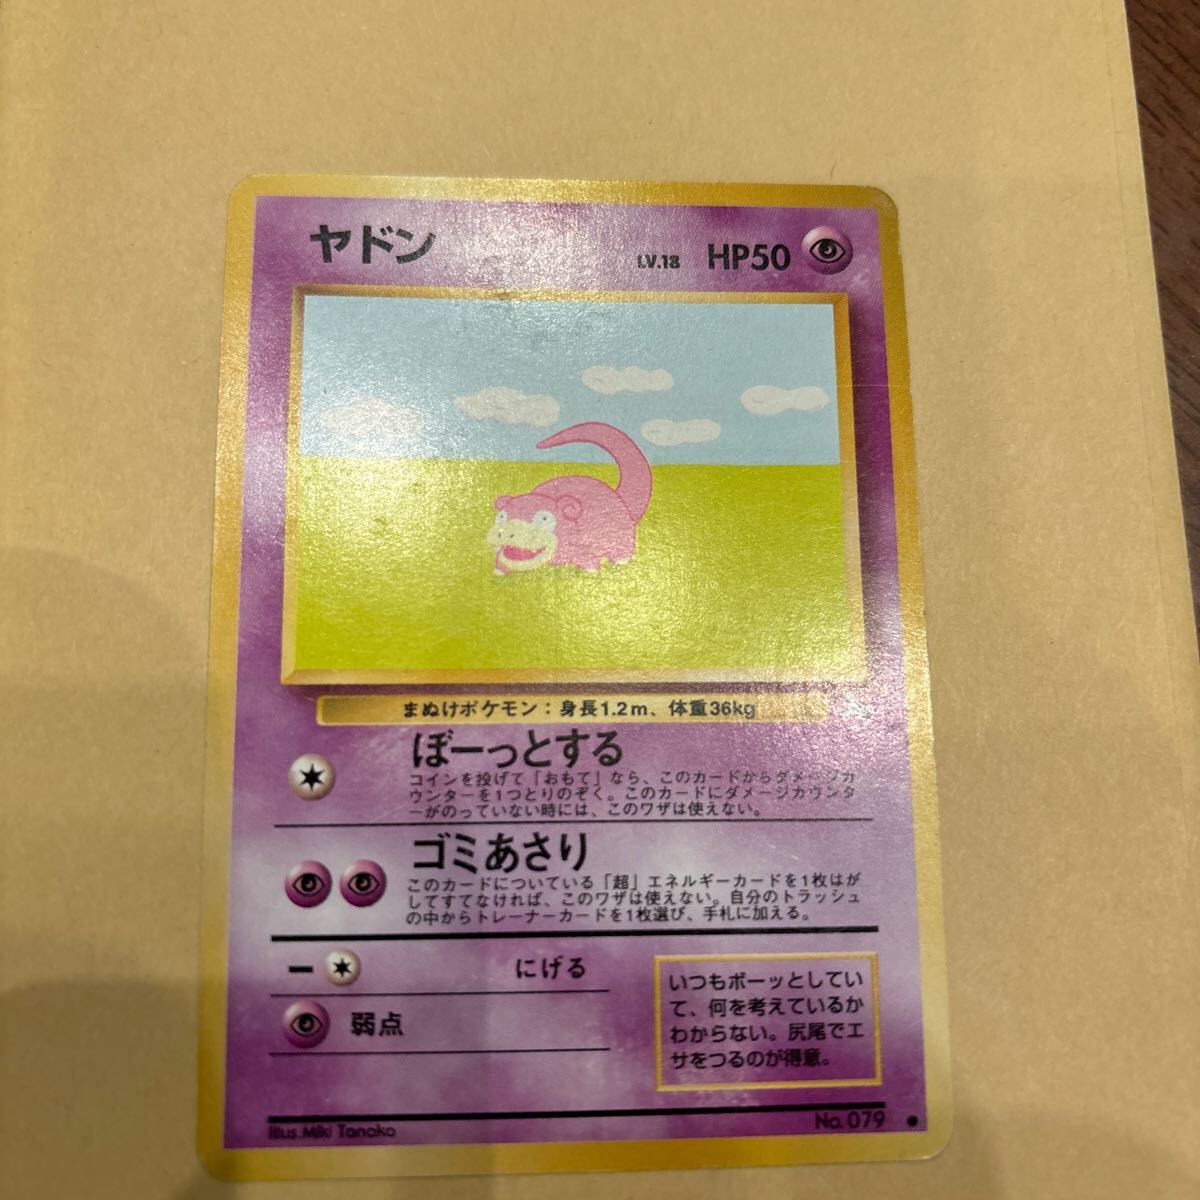 ヤドン LV.18 HP50
まぬけポケモン：身長1.2m、体重36kg
ぼーっとする
コインを投げて「おもて」なら、このカードからダメージカ
ウンターを1つとりのぞく。このカードにダメージカウンタ
ーがのっていない時には、このワザは使えない。
ゴミあさり
このカードについている「超」エネルギーカードを1枚はが
してすてなければ、このワザは使えない。自分のトラッシュ
の中からトレーナーカードを1枚選び、手札に加える。
にげる
弱点
いつもボーッとしてい
て、何を考えているか
わからない。尻尾でエ
サをつるのが得意。
Illus.Miki Tanaka
No.079